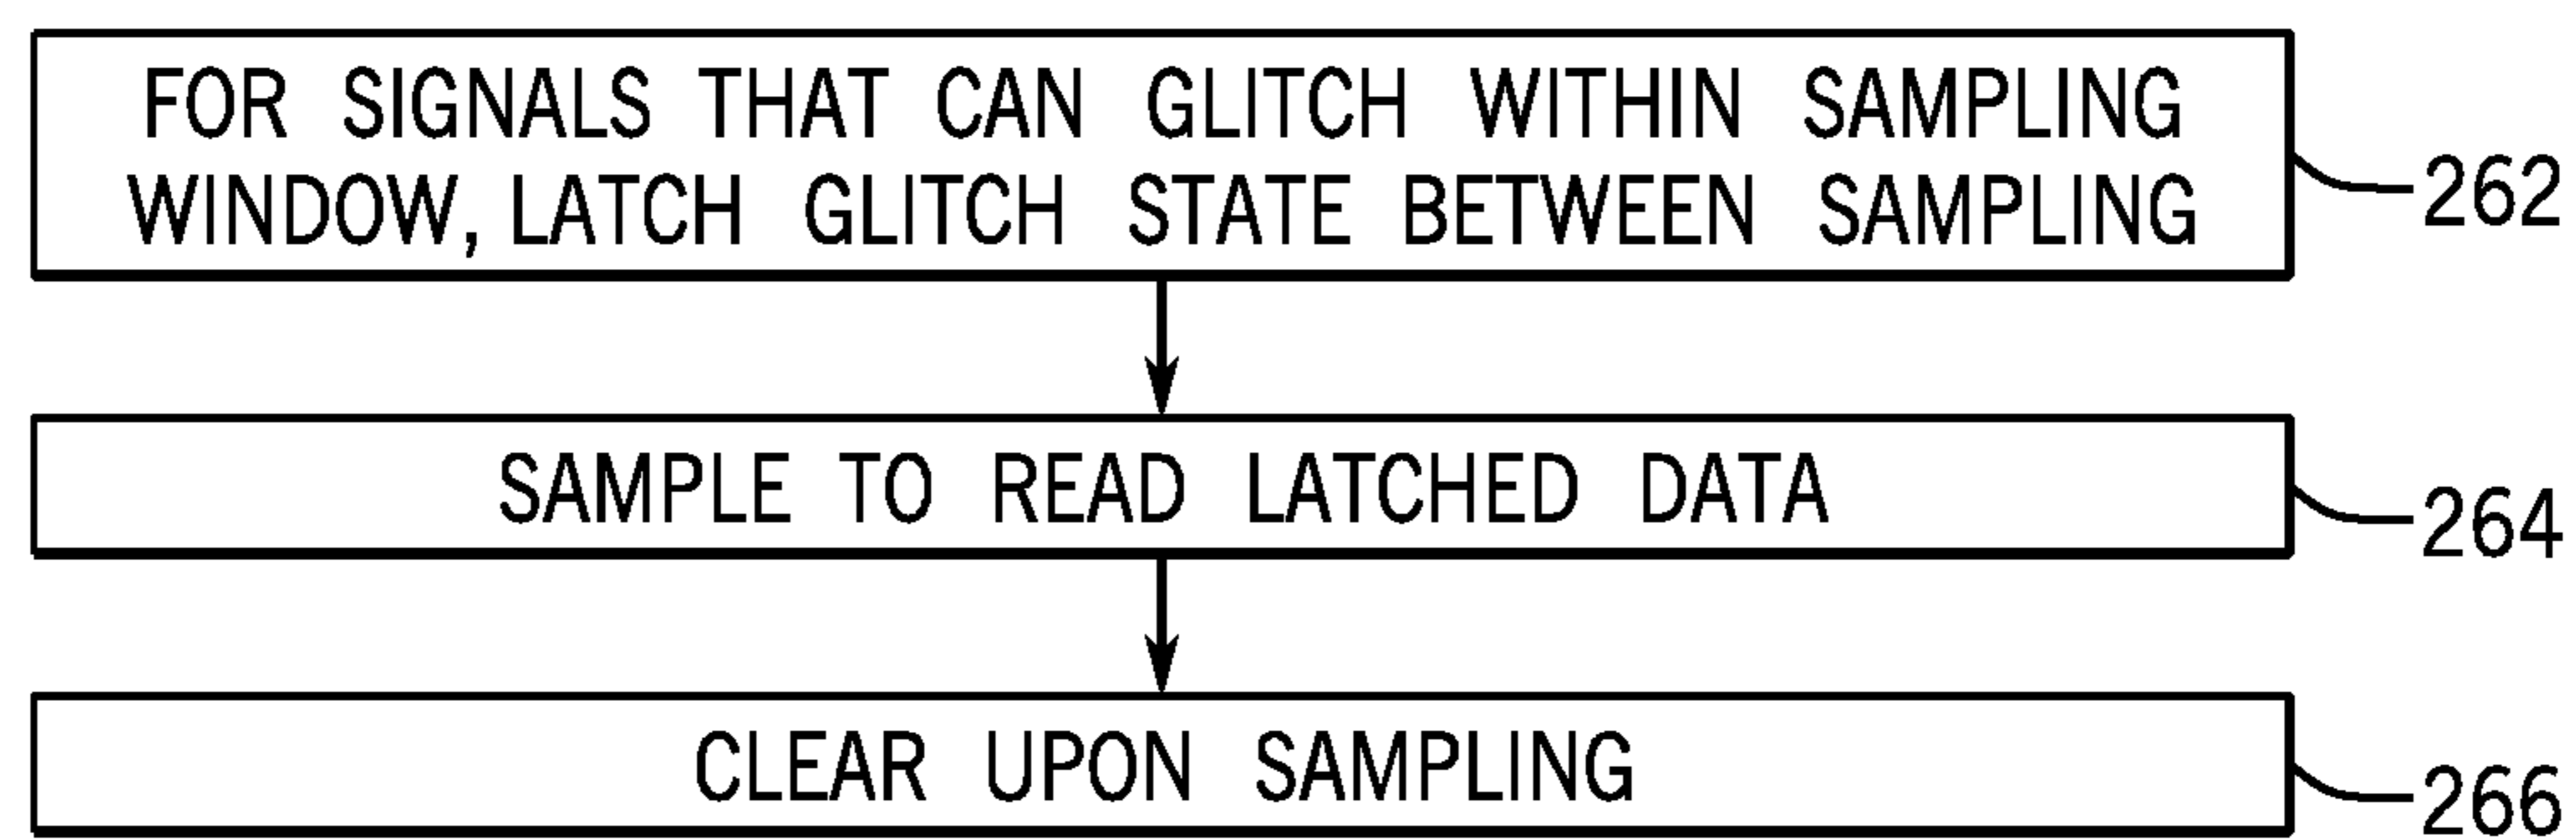 FOR SIGNALS THAT CAN GLITCH WITHIN SAMPLING
WINDOW, LATCH GLITCH STATE BETWEEN SAMPLING
262
SAMPLE TO READ LATCHED DATA
264
CLEAR UPON SAMPLING
266